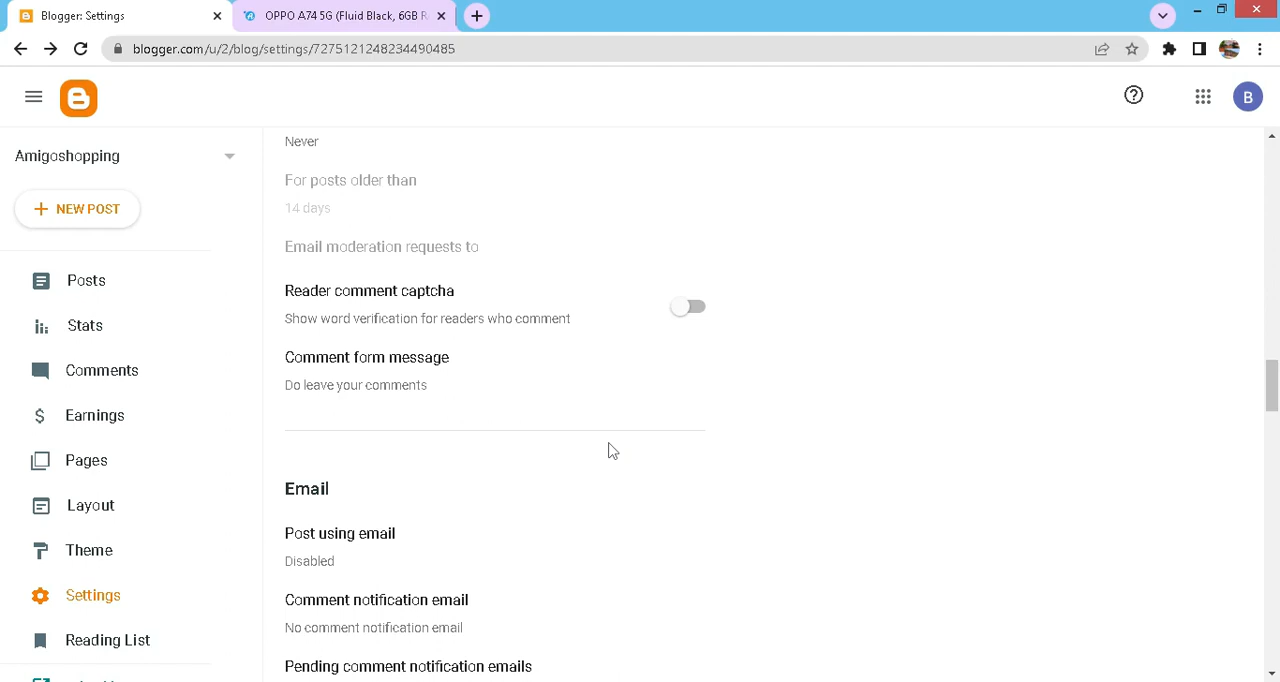 Blogger: Settings
OPPO A74 5G (Fluid Black, 6GB R
blogger.com/u/2/blog/settings/7275121248234490485
B
Amigoshopping
NEW POST
Posts
Stats
Comments
Earnings
Pages
Layout
Theme
Settings
Reading List
Never
For posts older than
14 days
Email moderation requests to
Reader comment captcha
Show word verification for readers who comment
Comment form message
Do leave your comments
Email
Post using email
Disabled
Comment notification email
No comment notification email
Pending comment notification emails